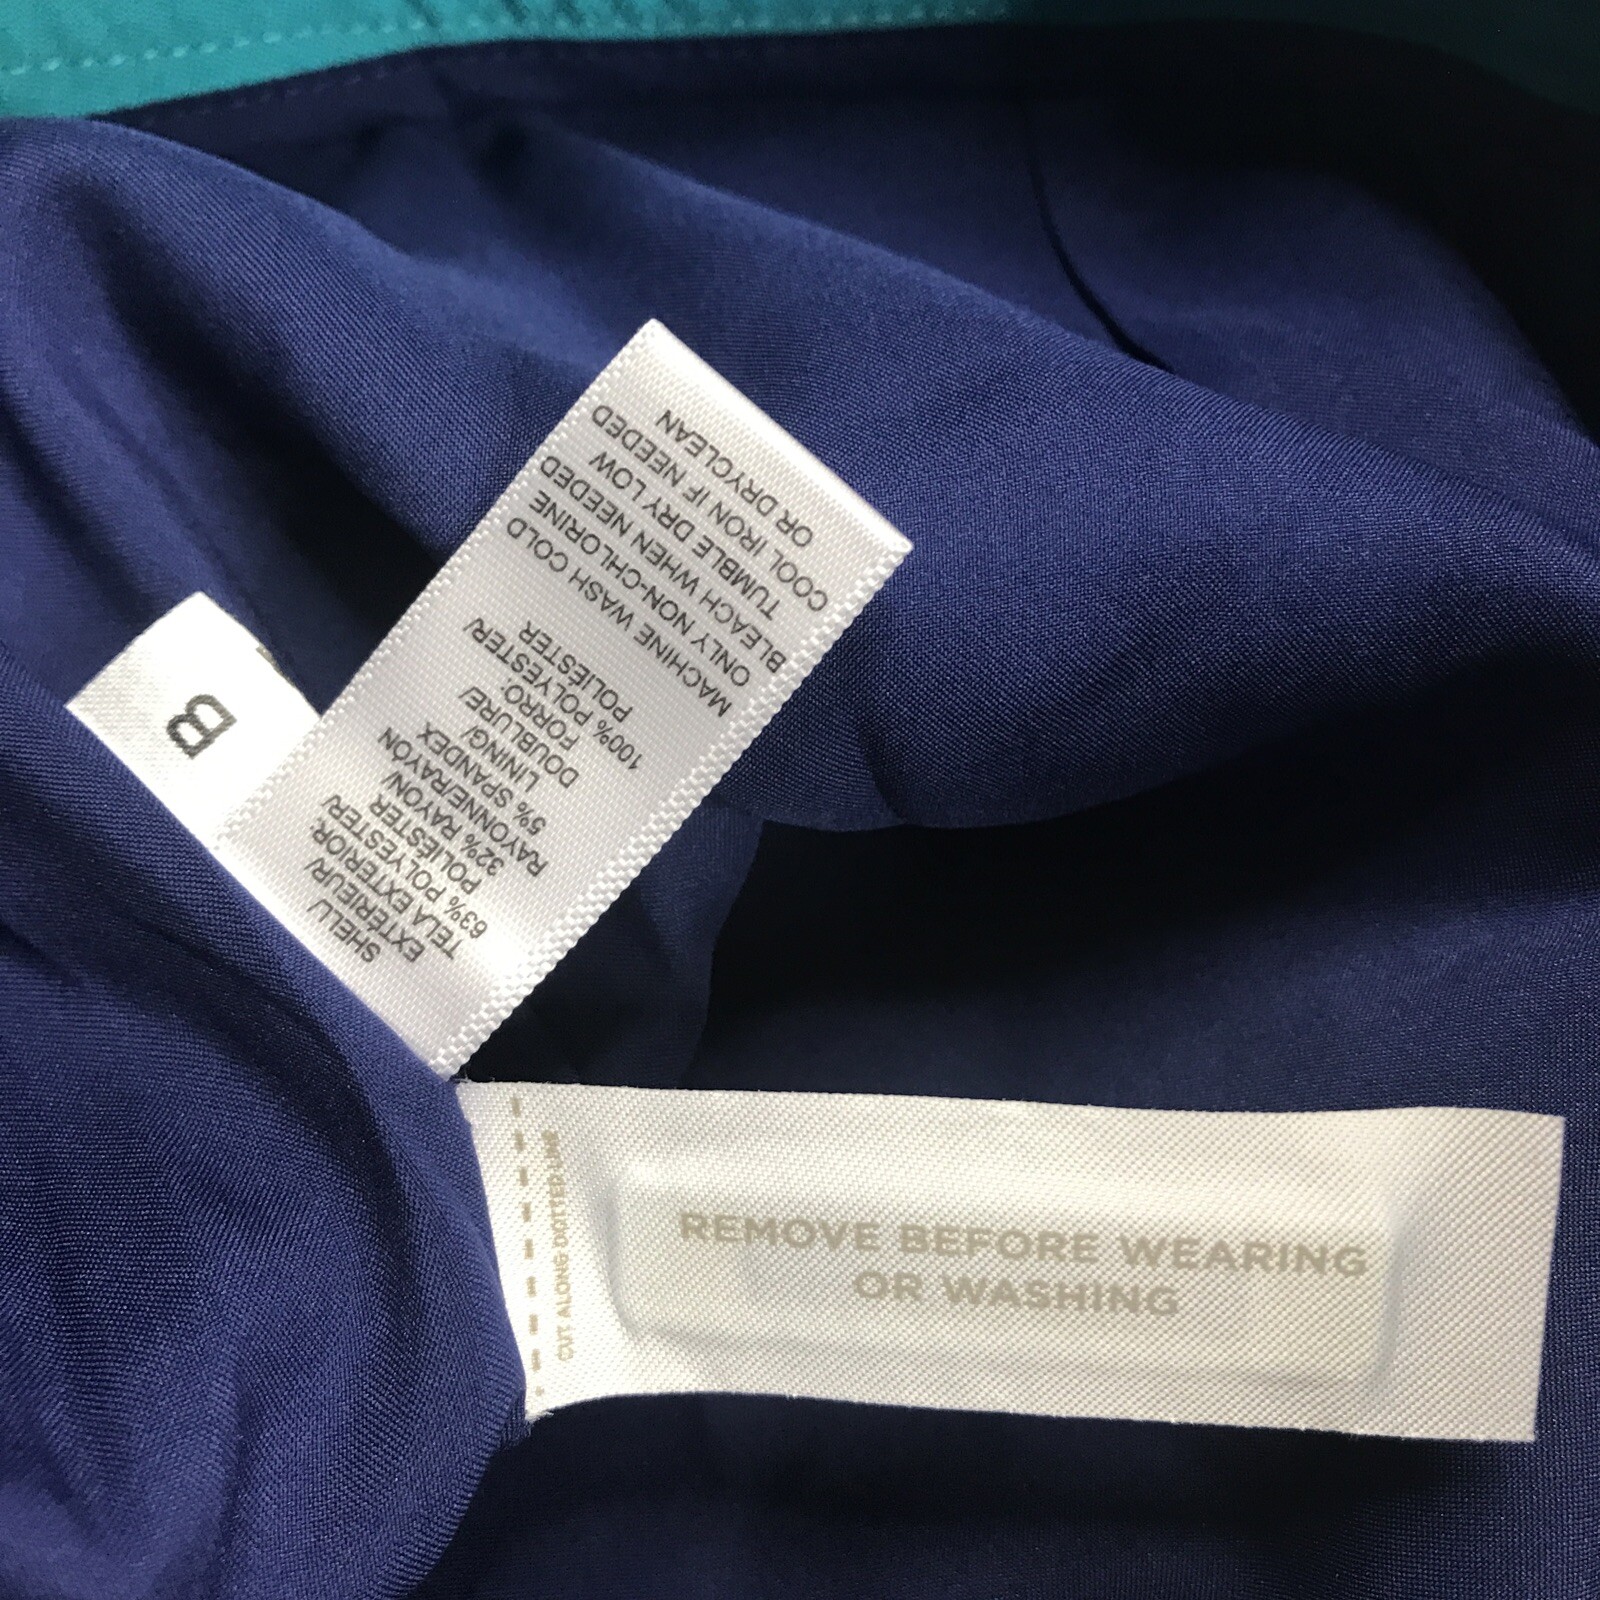 SHELL/
EXTÉRIEUR/
TELA EXTERIOR:
63% POLYESTER/
POLIÉSTER
32% RAYON/
RAYONNE/RAYÓN
5% SPANDEX
LINING/
DOUBLURE/
FORRO:
100% POLYESTER/
POLIÉSTER
MACHINE WASH COLD
ONLY NON-CHLORINE
BLEACH WHEN NEEDED
TUMBLE DRY LOW
COOL IRON IF NEEDED
OR DRYCLEAN
B
CUT ALONG DOTTED LINE
REMOVE BEFORE WEARING
OR WASHING